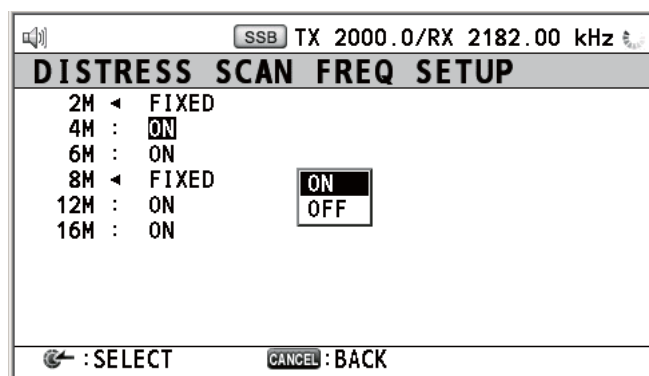 SSB TX 2000.0/RX 2182.00 kHz
DISTRESS SCAN FREQ SETUP
2M ◄ FIXED
4M : ON
6M : ON
8M ◄ FIXED
12M : ON
16M : ON
ON
OFF
:SELECT CANCEL :BACK